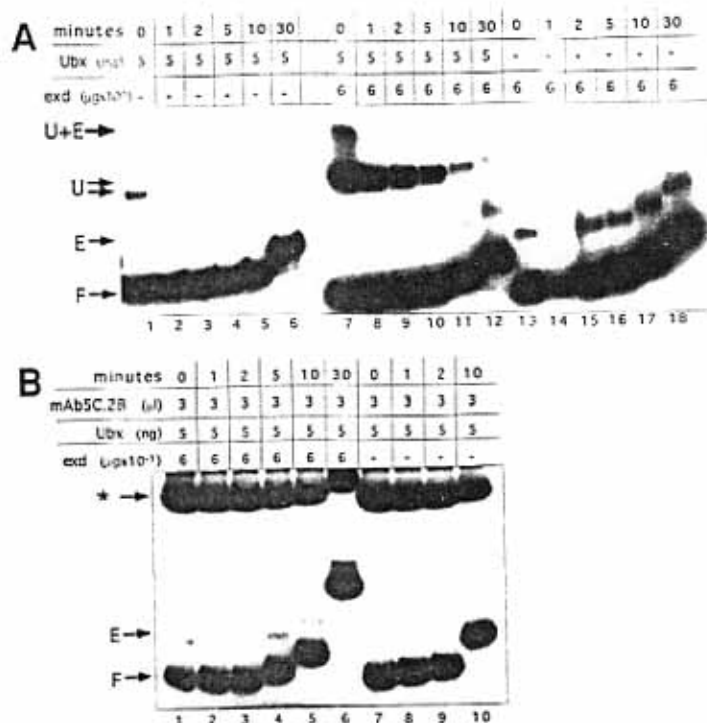 A
minutes 0 1 2 5 10 30 0 1 2 5 10 30 0 1 2 5 10 30
Ubx (ng) 5 5 5 5 5 5 5 5 5 5 5 5 - - - - - -
exd (µgx10⁻¹) - - - - - - 6 6 6 6 6 6 6 6 6 6 6 6
U+E
U
E
F
1 2 3 4 5 6 7 8 9 10 11 12 13 14 15 16 17 18
B
minutes 0 1 2 5 10 30 0 1 2 10
mAb5C.2B (µl) 3 3 3 3 3 3 3 3 3 3
Ubx (ng) 5 5 5 5 5 5 5 5 5 5
exd (µgx10⁻¹) 6 6 6 6 6 6 - - - -
*
E
F
1 2 3 4 5 6 7 8 9 10